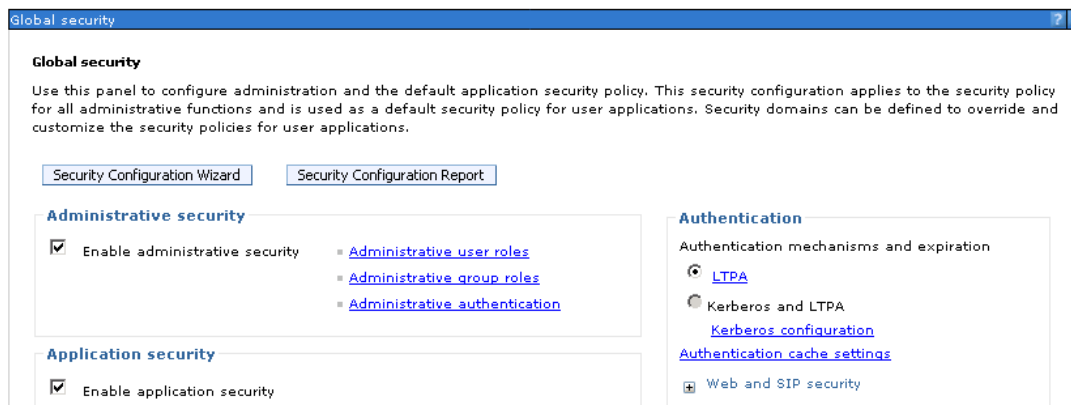 Global security ?
Global security
Use this panel to configure administration and the default application security policy. This security configuration applies to the security policy
for all administrative functions and is used as a default security policy for user applications. Security domains can be defined to override and
customize the security policies for user applications.
Security Configuration Wizard Security Configuration Report
Administrative security
Enable administrative security
Administrative user roles
Administrative group roles
Administrative authentication
Application security
Enable application security
Authentication
Authentication mechanisms and expiration
LTPA
Kerberos and LTPA
Kerberos configuration
Authentication cache settings
Web and SIP security